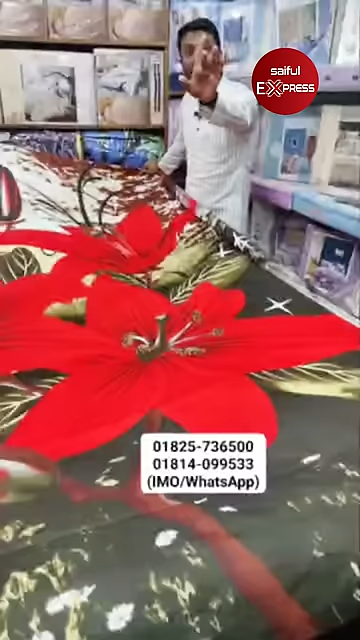 saiful
EXPRESS
01825-736500
01814-099533
(IMO/WhatsApp)